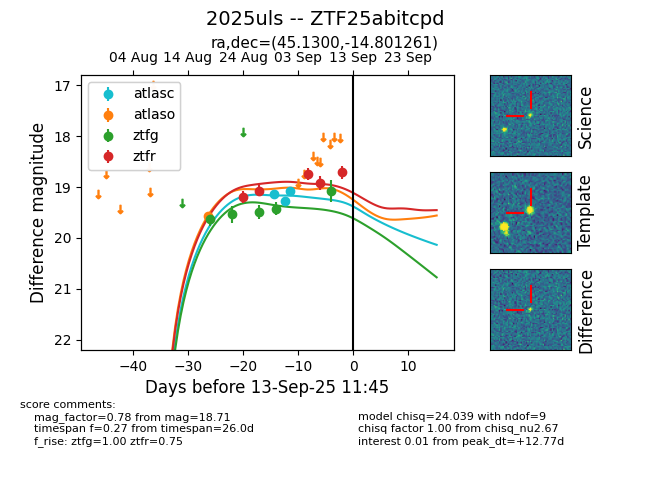 2025uls -- ZTF25abitcpd
ra,dec=(45.1300,-14.801261)
04 Aug 14 Aug 24 Aug 03 Sep 13 Sep 23 Sep
17
18
19
20
21
22
Difference magnitude
atlasc
atlaso
ztfg
ztfr
−40 −30 −20 −10 0 10
Days before 13-Sep-25 11:45
Science
Template
Difference
score comments:
mag_factor=0.78 from mag=18.71
timespan f=0.27 from timespan=26.0d
f_rise: ztfg=1.00 ztfr=0.75
model chisq=24.039 with ndof=9
chisq factor 1.00 from chisq_nu2.67
interest 0.01 from peak_dt=+12.77d